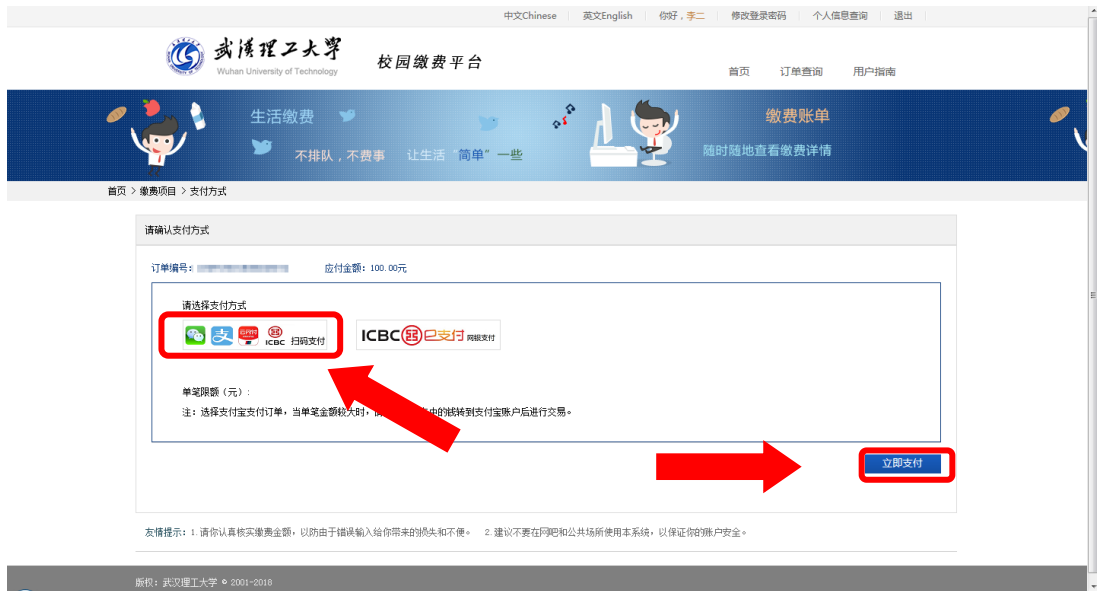 中文Chinese 英文English 你好，李二 修改登录密码 个人信息查询 退出
武汉理工大学
Wuhan University of Technology
校园缴费平台
首页 订单查询 用户指南
生活缴费
不排队，不费事 让生活“简单”一些
缴费账单
随时随地查看缴费详情
首页 > 缴费项目 > 支付方式
请确认支付方式
订单编号: 应付金额: 100.00元
请选择支付方式
支 云闪付 ICBC 扫码支付
ICBC e支付 网银支付
单笔限额（元）:
注: 选择支付宝支付订单，当单笔金额较大时， 中的钱转到支付宝账户后进行交易。
立即支付
友情提示: 1.请你认真核实缴费金额，以防由于错误输入给你带来的损失和不便。 2.建议不要在网吧和公共场所使用本系统，以保证你的账户安全。
版权: 武汉理工大学 © 2001-2018